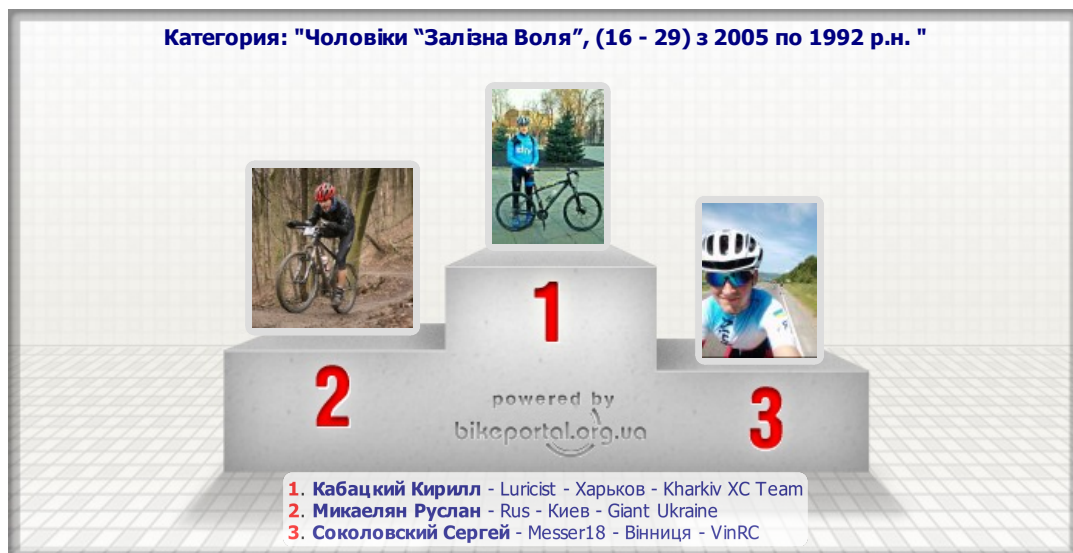 Категория: "Чоловіки “Залізна Воля”, (16 - 29) з 2005 по 1992 р.н. "
1
2
3
powered by
bikeportal.org.ua
1. Кабацкий Кирилл - Luricist - Харьков - Kharkiv XC Team
2. Микаелян Руслан - Rus - Киев - Giant Ukraine
3. Соколовский Сергей - Messer18 - Вінниця - VinRC